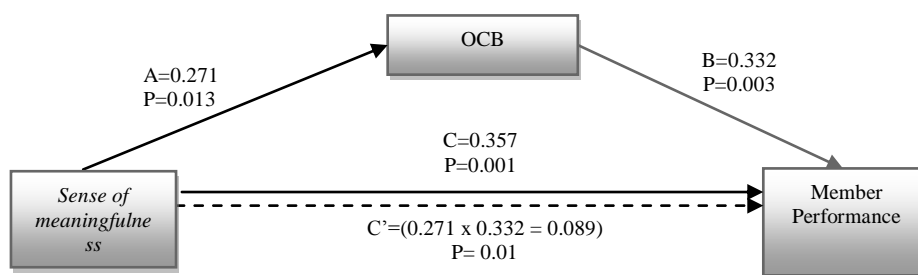 OCB
A=0.271
P=0.013
B=0.332
P=0.003
C=0.357
P=0.001
Sense of
meaningfulne
ss
Member
Performance
C’=(0.271 x 0.332 = 0.089)
P= 0.01